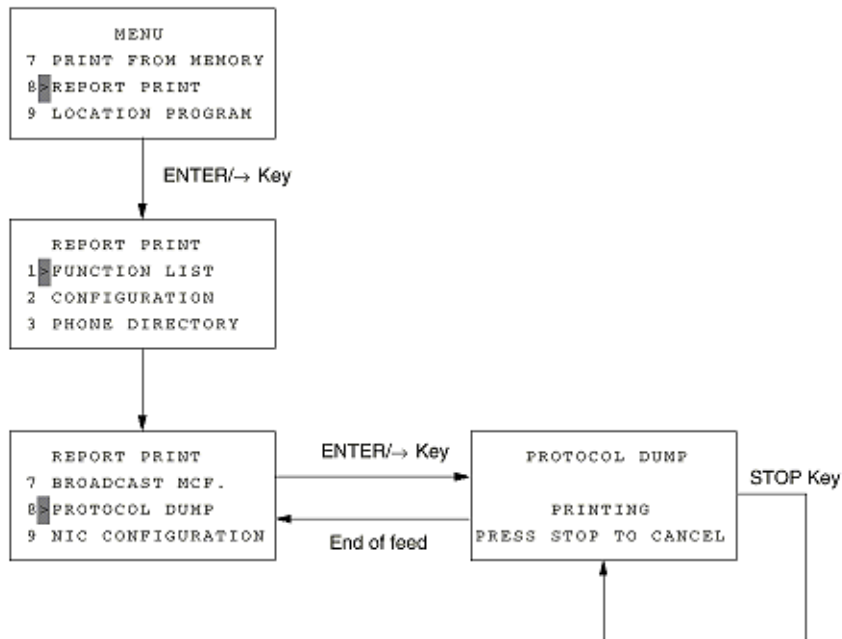 MENU
7 PRINT FROM MEMORY
8>REPORT PRINT
9 LOCATION PROGRAM
ENTER/→ Key
REPORT PRINT
1>FUNCTION LIST
2 CONFIGURATION
3 PHONE DIRECTORY
REPORT PRINT
7 BROADCAST MCF.
8>PROTOCOL DUMP
9 NIC CONFIGURATION
ENTER/→ Key
End of feed
PROTOCOL DUMP
PRINTING
PRESS STOP TO CANCEL
STOP Key